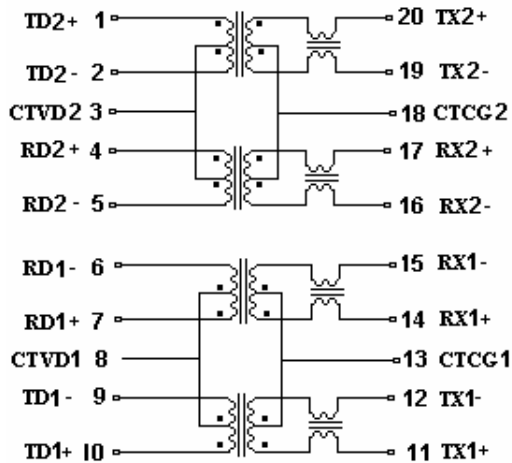 TD2+ 1 20 TX2+
TD2- 2 19 TX2-
CTVD2 3 18 CTCG2
RD2+ 4 17 RX2+
RD2- 5 16 RX2-
RD1- 6 15 RX1-
RD1+ 7 14 RX1+
CTVD1 8 13 CTCG1
TD1- 9 12 TX1-
TD1+ 10 11 TX1+